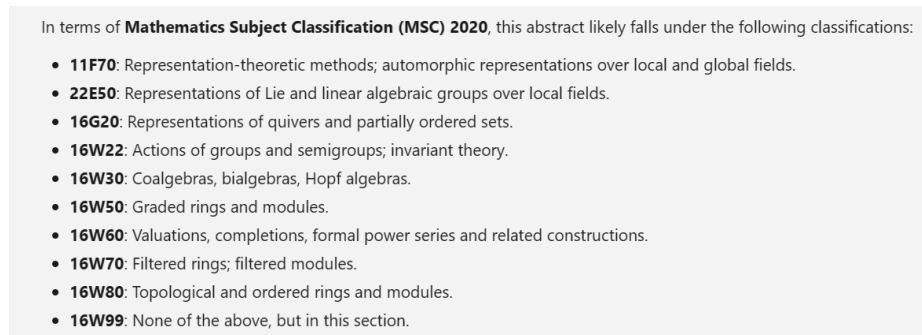 In terms of Mathematics Subject Classification (MSC) 2020, this abstract likely falls under the following classifications:
• 11F70: Representation-theoretic methods; automorphic representations over local and global fields.
• 22E50: Representations of Lie and linear algebraic groups over local fields.
• 16G20: Representations of quivers and partially ordered sets.
• 16W22: Actions of groups and semigroups; invariant theory.
• 16W30: Coalgebras, bialgebras, Hopf algebras.
• 16W50: Graded rings and modules.
• 16W60: Valuations, completions, formal power series and related constructions.
• 16W70: Filtered rings; filtered modules.
• 16W80: Topological and ordered rings and modules.
• 16W99: None of the above, but in this section.